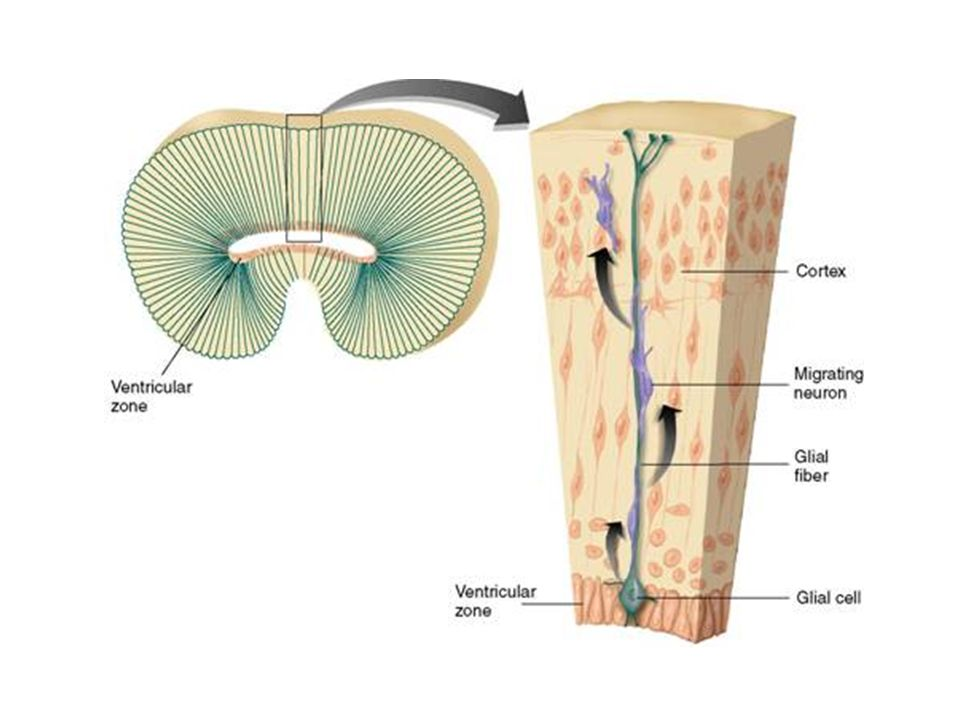 Ventricular
zone
Cortex
Migrating
neuron
Glial
fiber
Ventricular
zone
Glial cell